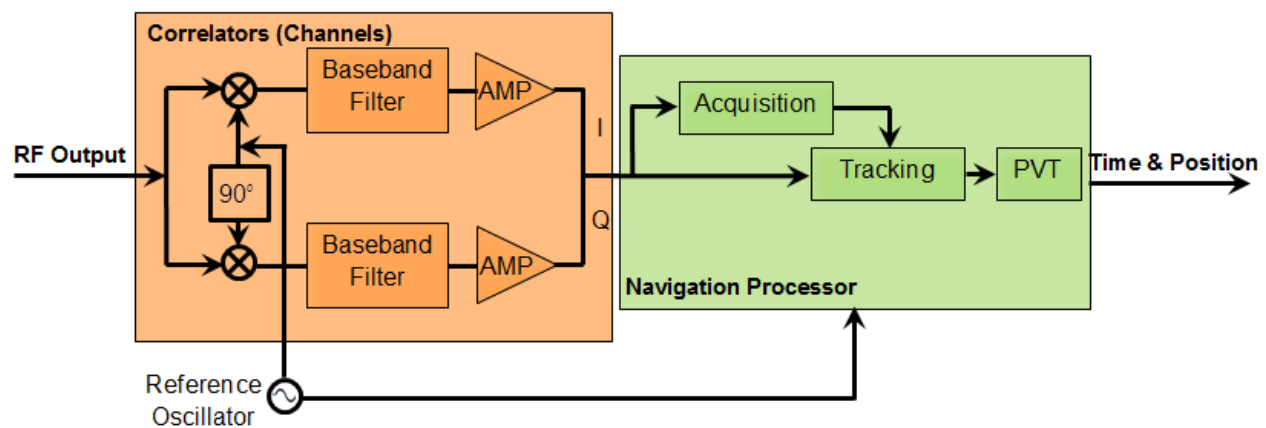 Correlators (Channels)
Baseband
Filter
AMP
Acquisition
I
RF Output
Tracking
PVT
Time & Position
90°
Q
Baseband
Filter
AMP
Navigation Processor
Reference
Oscillator